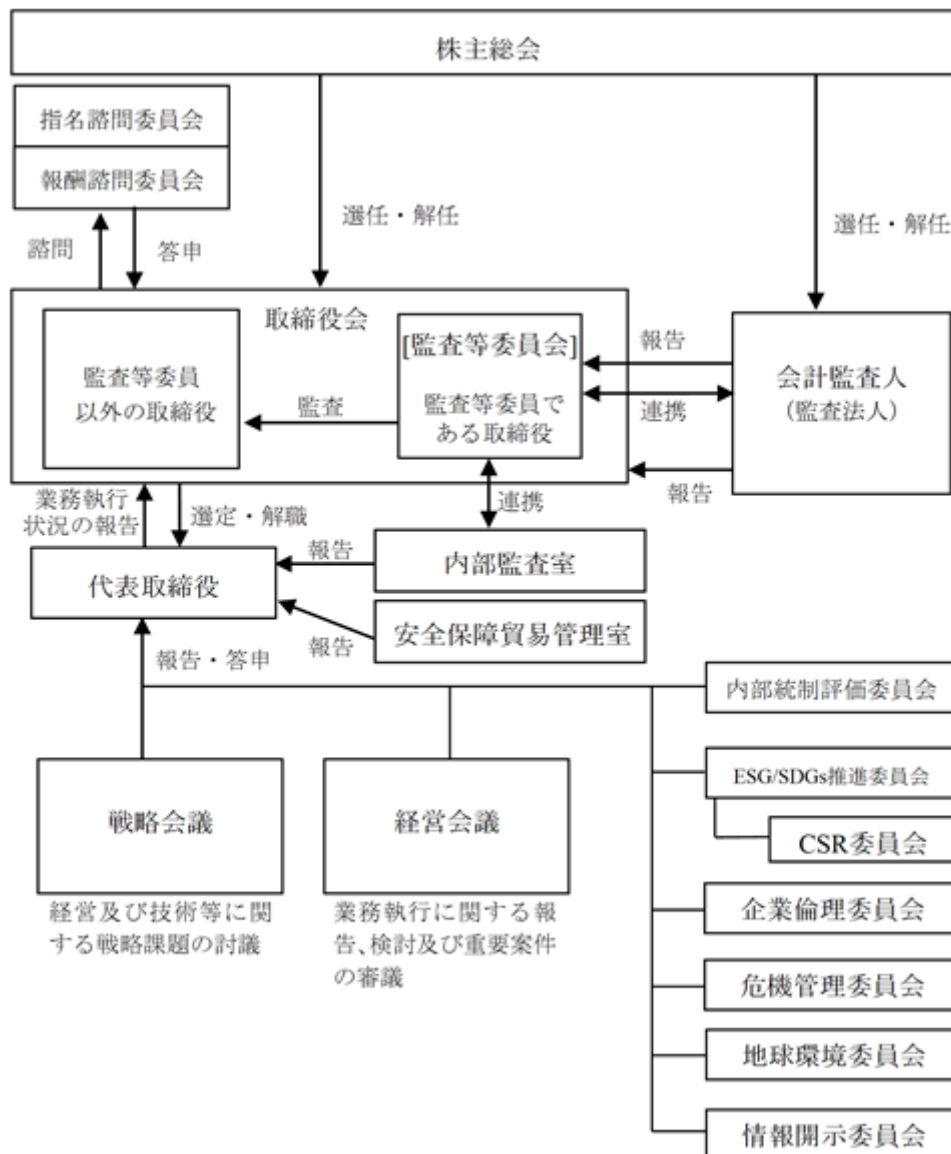 株主総会
指名諮問委員会
報酬諮問委員会
諮問
答申
選任・解任
選任・解任
取締役会
監査等委員
以外の取締役
監査
[監査等委員会]
監査等委員で
ある取締役
報告
連携
報告
会計監査人
(監査法人)
業務執行
状況の報告
選定・解職
連携
代表取締役
報告
内部監査室
報告
安全保障貿易管理室
報告・答申
戦略会議
経営及び技術等に関
する戦略課題の討議
経営会議
業務執行に関する報
告、検討及び重要案件
の審議
内部統制評価委員会
ESG/SDGs推進委員会
CSR委員会
企業倫理委員会
危機管理委員会
地球環境委員会
情報開示委員会